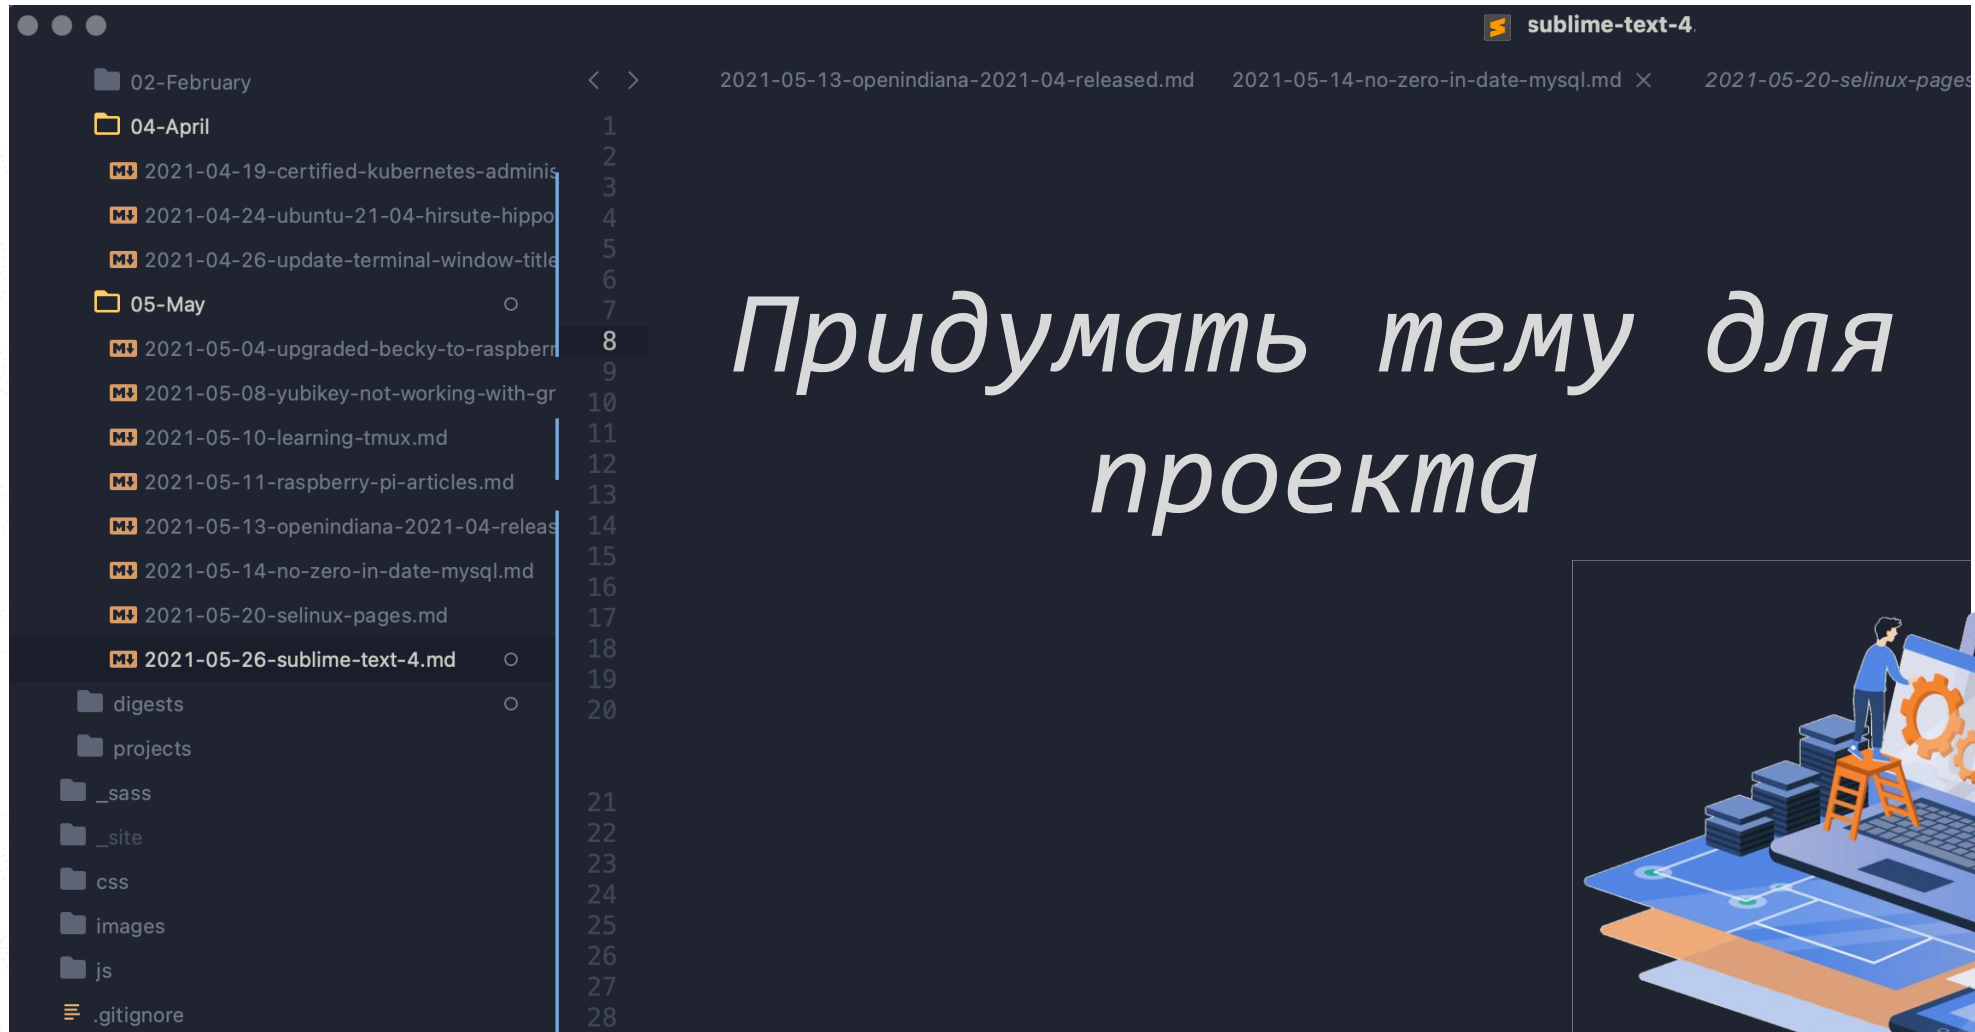 sublime-text-4
02-February
2021-05-13-openindiana-2021-04-released.md
2021-05-14-no-zero-in-date-mysql.md
2021-05-20-selinux-pages
04-April
2021-04-19-certified-kubernetes-adminis
2021-04-24-ubuntu-21-04-hirsute-hippo
2021-04-26-update-terminal-window-title
05-May
2021-05-04-upgraded-becky-to-raspberr
2021-05-08-yubikey-not-working-with-gr
2021-05-10-learning-tmux.md
2021-05-11-raspberry-pi-articles.md
2021-05-13-openindiana-2021-04-releas
2021-05-14-no-zero-in-date-mysql.md
2021-05-20-selinux-pages.md
2021-05-26-sublime-text-4.md
digests
projects
_sass
_site
css
images
js
.gitignore
1
2
3
4
5
6
7
8
9
10
11
12
13
14
15
16
17
18
19
20
21
22
23
24
25
26
27
28
Придумать тему для
проекта